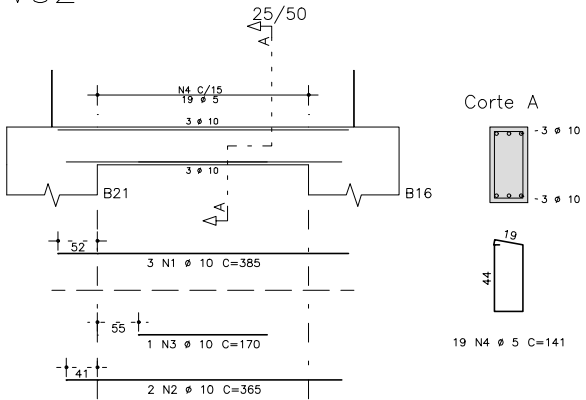 25/50
A
N4 C/15
19 ø 5
3 ø 10
3 ø 10
A
B21
B16
Corte A
3 ø 10
3 ø 10
52
3 N1 ø 10 C=385
55
1 N3 ø 10 C=170
41
2 N2 ø 10 C=365
19
44
19 N4 ø 5 C=141